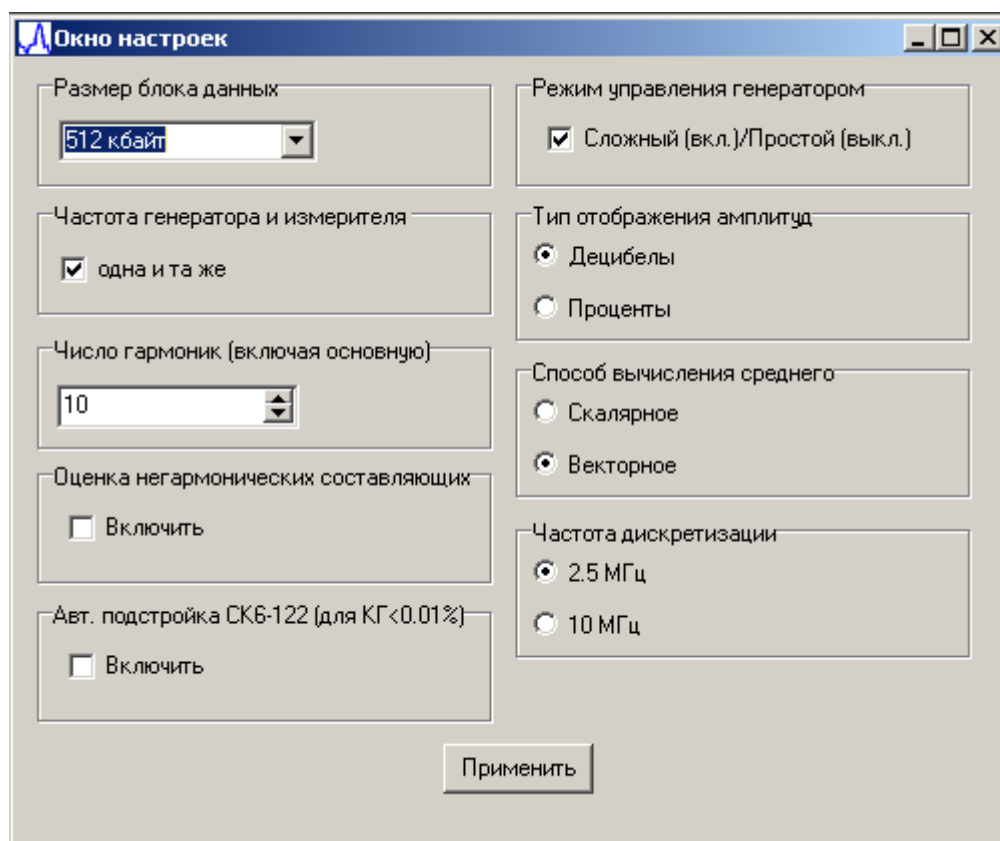 Окно настроек
Размер блока данных
512 кбайт
Частота генератора и измерителя
одна и та же
Число гармоник (включая основную)
10
Оценка негармонических составляющих
Включить
Авт. подстройка СК6-122 (для КГ<0.01%)
Включить
Режим управления генератором
Сложный (вкл.)/Простой (выкл.)
Тип отображения амплитуд
Децибелы
Проценты
Способ вычисления среднего
Скалярное
Векторное
Частота дискретизации
2.5 МГц
10 МГц
Применить